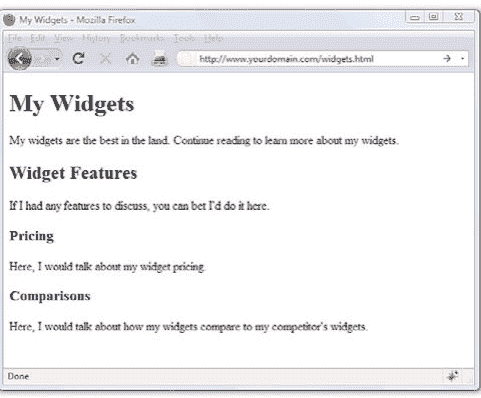 My Widgets - Mozilla Firefox
File Edit View History Bookmarks Tools Help
http://www.yourdomain.com/widgets.html
My Widgets
My widgets are the best in the land. Continue reading to learn more about my widgets.
Widget Features
If I had any features to discuss, you can bet I'd do it here.
Pricing
Here, I would talk about my widget pricing.
Comparisons
Here, I would talk about how my widgets compare to my competitor's widgets.
Done